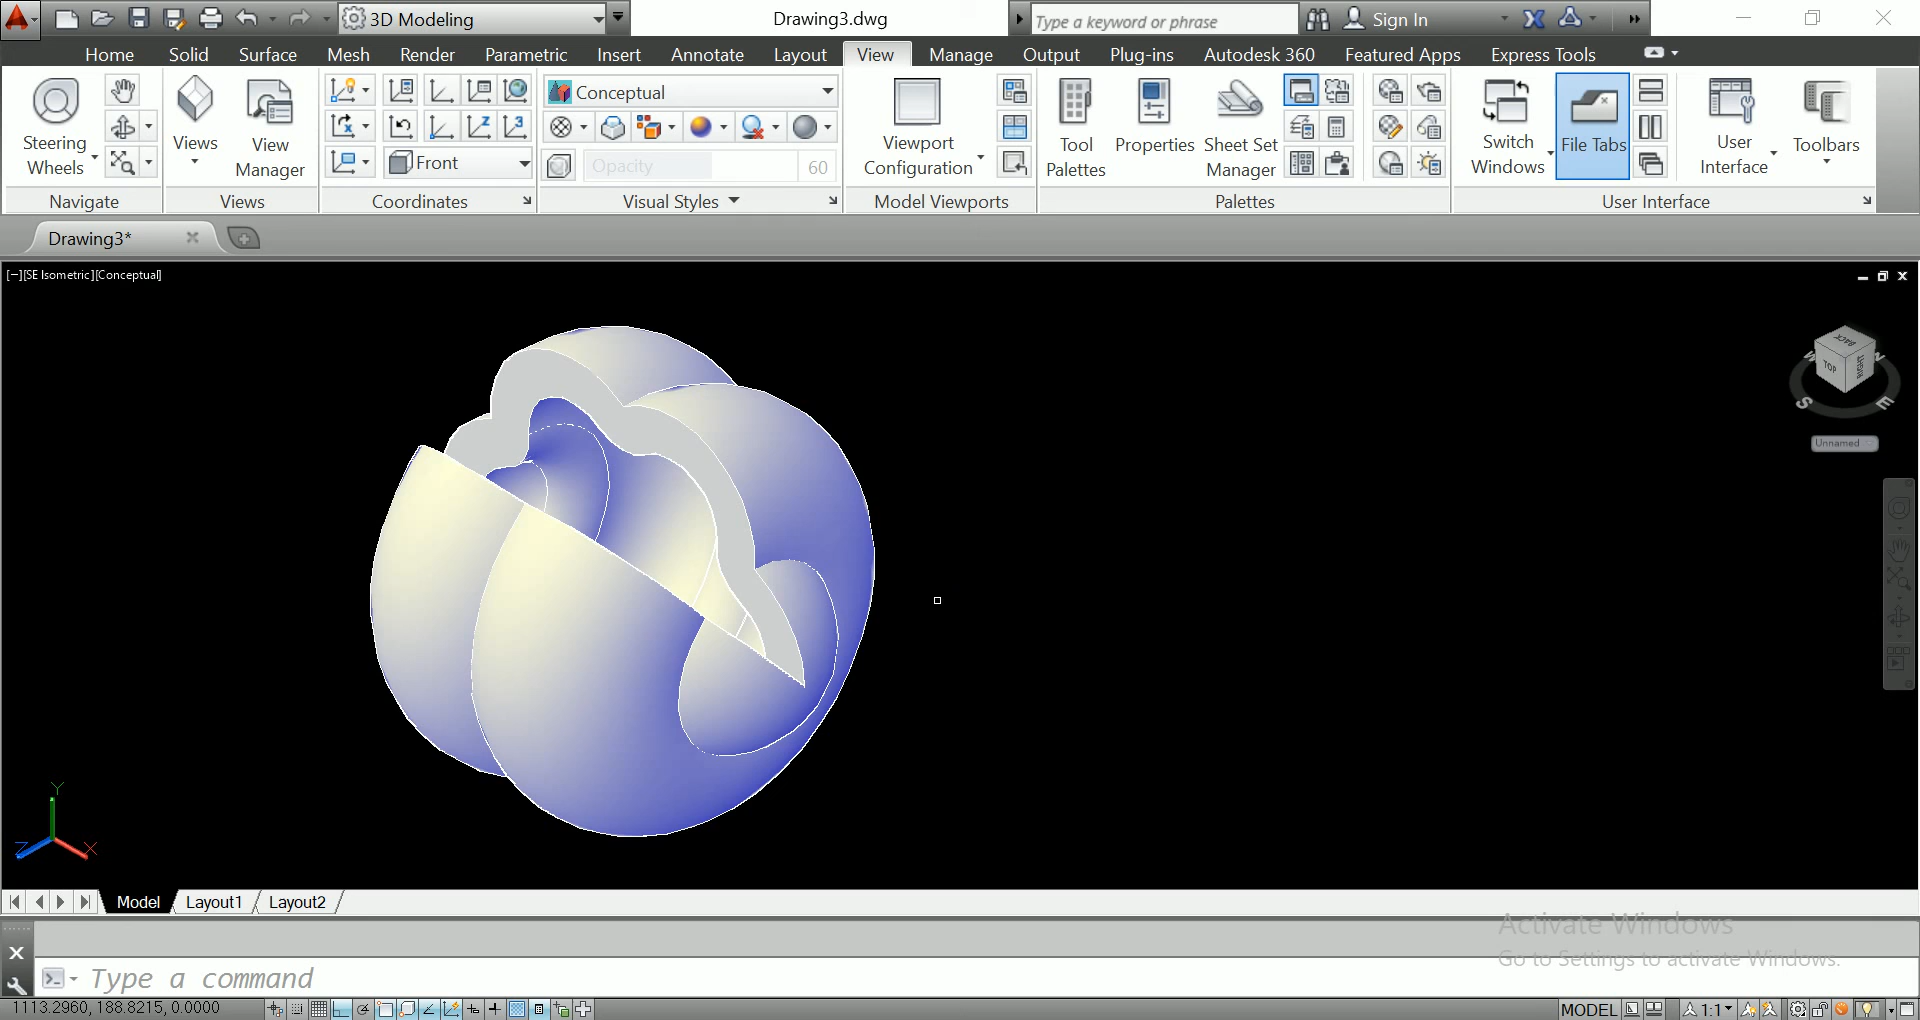 3D Modeling
Drawing3.dwg
Type a keyword or phrase
Sign In
Home Solid Surface Mesh Render Parametric Insert Annotate Layout View Manage Output Plug-ins Autodesk 360 Featured Apps Express Tools
Steering
Wheels
Views
View
Manager
Front
Conceptual
Opacity 60
Viewport
Configuration
Tool
Palettes
Properties
Sheet Set
Manager
Switch
Windows
File Tabs
User
Interface
Toolbars
Navigate Views Coordinates Visual Styles Model Viewports Palettes User Interface
Drawing3*
[−][SE Isometric][Conceptual]
BACK
TOP
RIGHT
W
N
S
E
Unnamed
Y
Z
X
Model Layout1 Layout2
Activate Windows
Go to Settings to activate Windows.
Type a command
1113.2960, 188.8215, 0.0000
MODEL
1:1